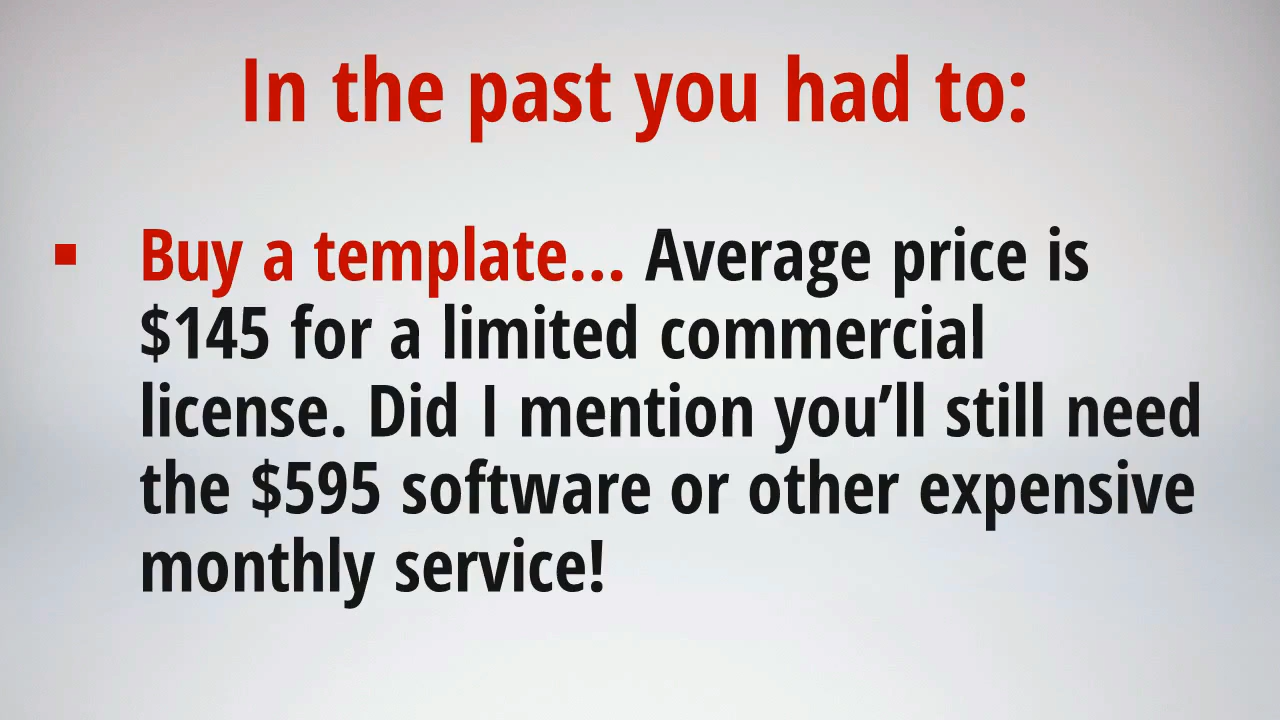 In the past you had to:
▪ Buy a template... Average price is
$145 for a limited commercial
license. Did I mention you’ll still need
the $595 software or other expensive
monthly service!